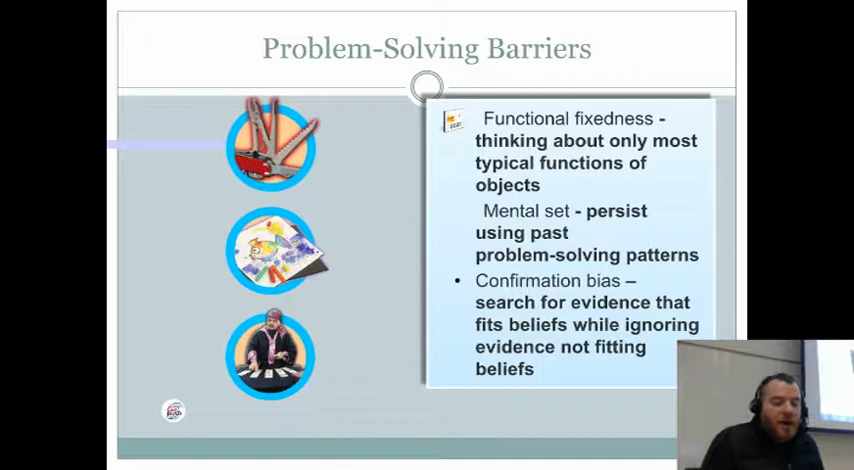 Problem-Solving Barriers
Functional fixedness -
thinking about only most
typical functions of
objects
Mental set - persist
using past
problem-solving patterns
• Confirmation bias –
search for evidence that
fits beliefs while ignoring
evidence not fitting
beliefs